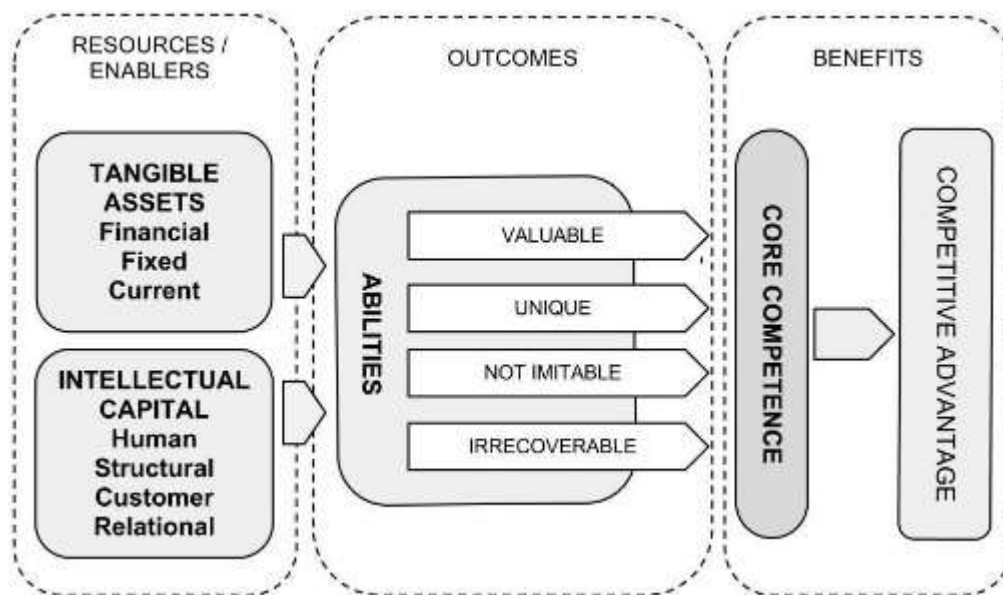 RESOURCES /
ENABLERS
TANGIBLE
ASSETS
Financial
Fixed
Current
INTELLECTUAL
CAPITAL
Human
Structural
Customer
Relational
OUTCOMES
ABILITIES
VALUABLE
UNIQUE
NOT IMITABLE
IRRECOVERABLE
BENEFITS
CORE COMPETENCE
COMPETITIVE ADVANTAGE